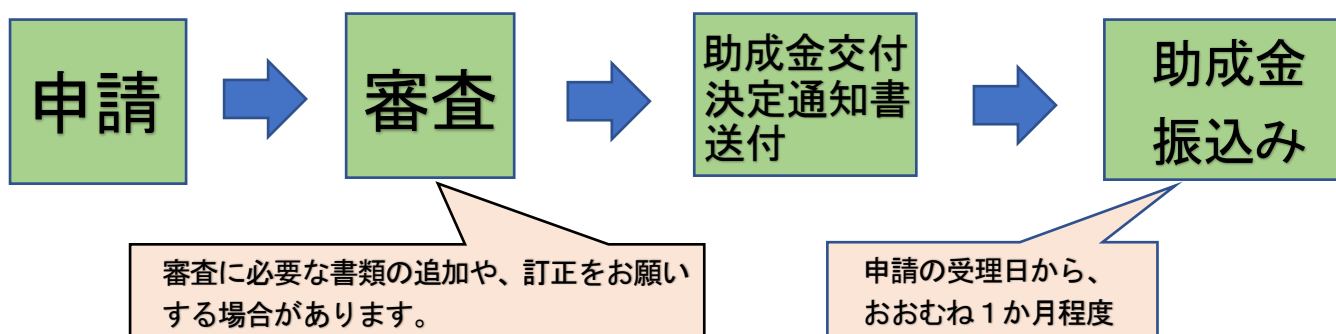 申請
審査
助成金交付
決定通知書
送付
助成金
振込み
審査に必要な書類の追加や、訂正をお願い
する場合があります。
申請の受理日から、
おおむね１か月程度